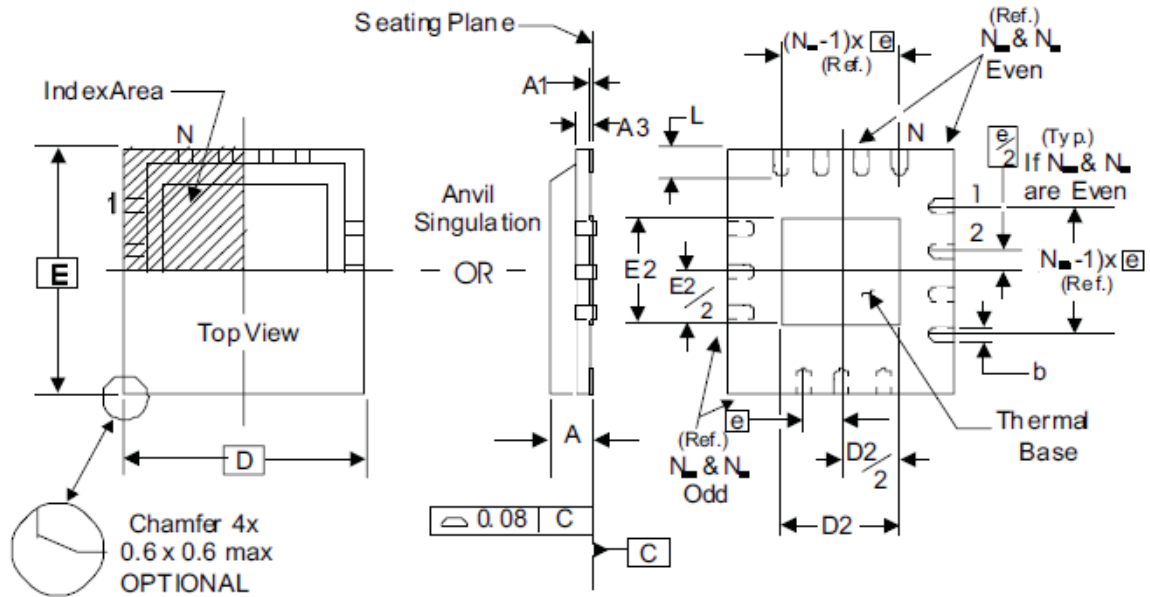 Seating Plane
Index Area
N
1
E
Top View
D
Chamfer 4x
0.6 x 0.6 max
OPTIONAL
A1
A3
Anvil
Singulation
OR
A
0.08 C
C
L
(N -1)x e
(Ref.)
(Ref.)
N & N
Even
N
e/2
(Typ.)
If N & N
are Even
1
2
N -1)x e
(Ref.)
E2
E2/2
b
e
(Ref.)
N & N
Odd
D2/2
D2
Thermal
Base